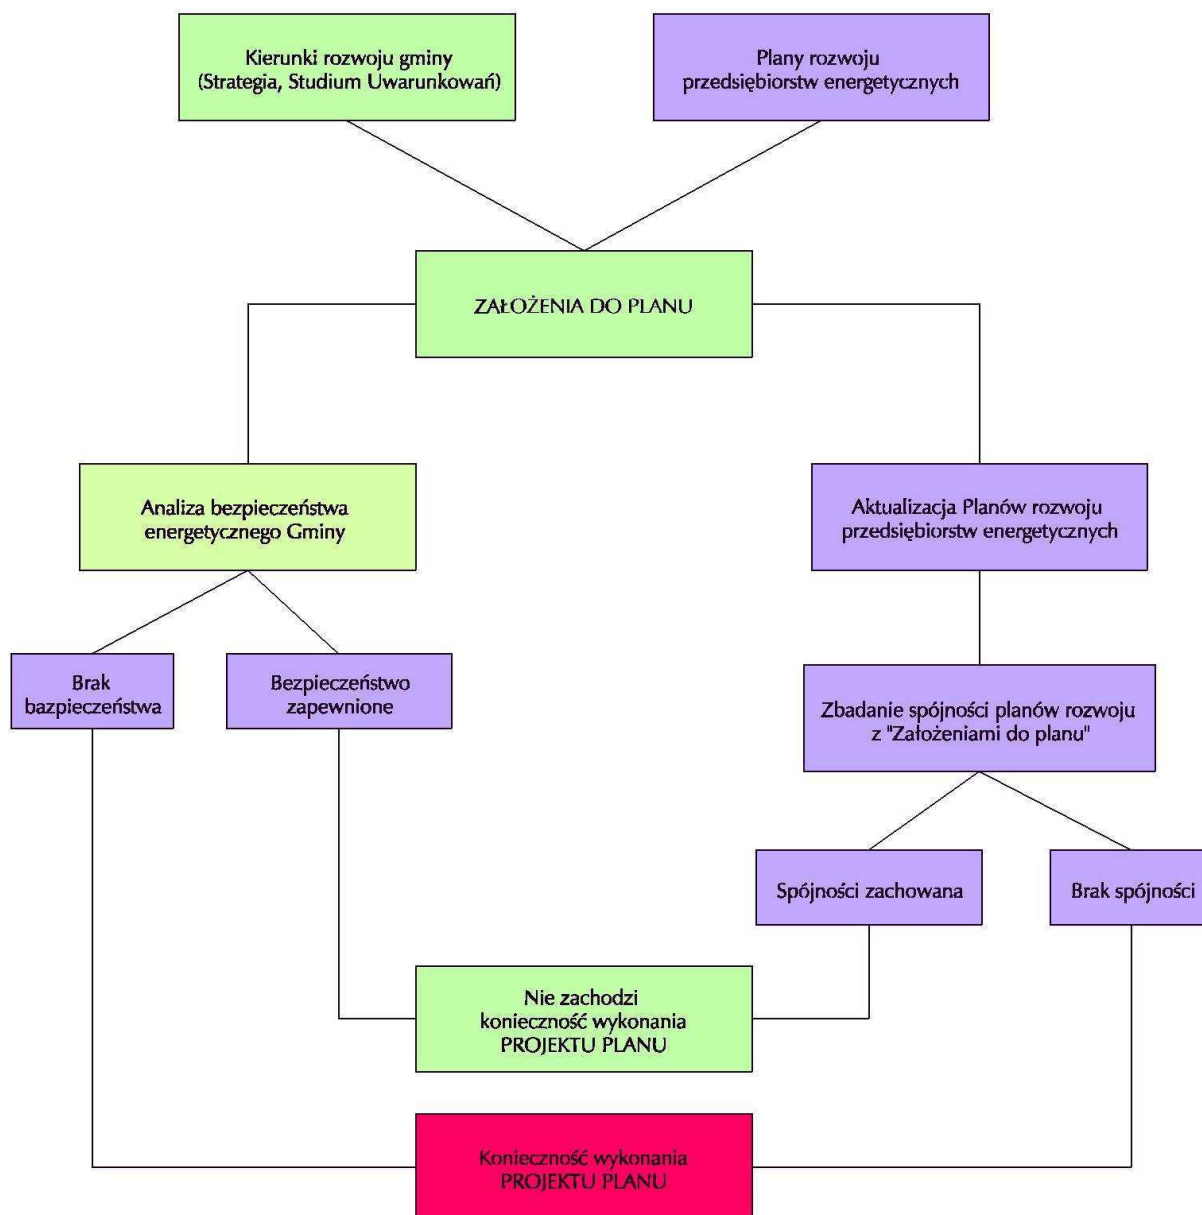 Kierunki rozwoju gminy
(Strategia, Studium Uwarunkowań)
Plany rozwoju
przedsiębiorstw energetycznych
ZAŁOŻENIA DO PLANU
Analiza bezpieczeństwa
energetycznego Gminy
Aktualizacja Planów rozwoju
przedsiębiorstw energetycznych
Brak
bazpieczeństwa
Bezpieczeństwo
zapewnione
Zbadanie spójności planów rozwoju
z "Założeniami do planu"
Spójności zachowana
Brak spójności
Nie zachodzi
konieczność wykonania
PROJEKTU PLANU
Konieczność wykonania
PROJEKTU PLANU